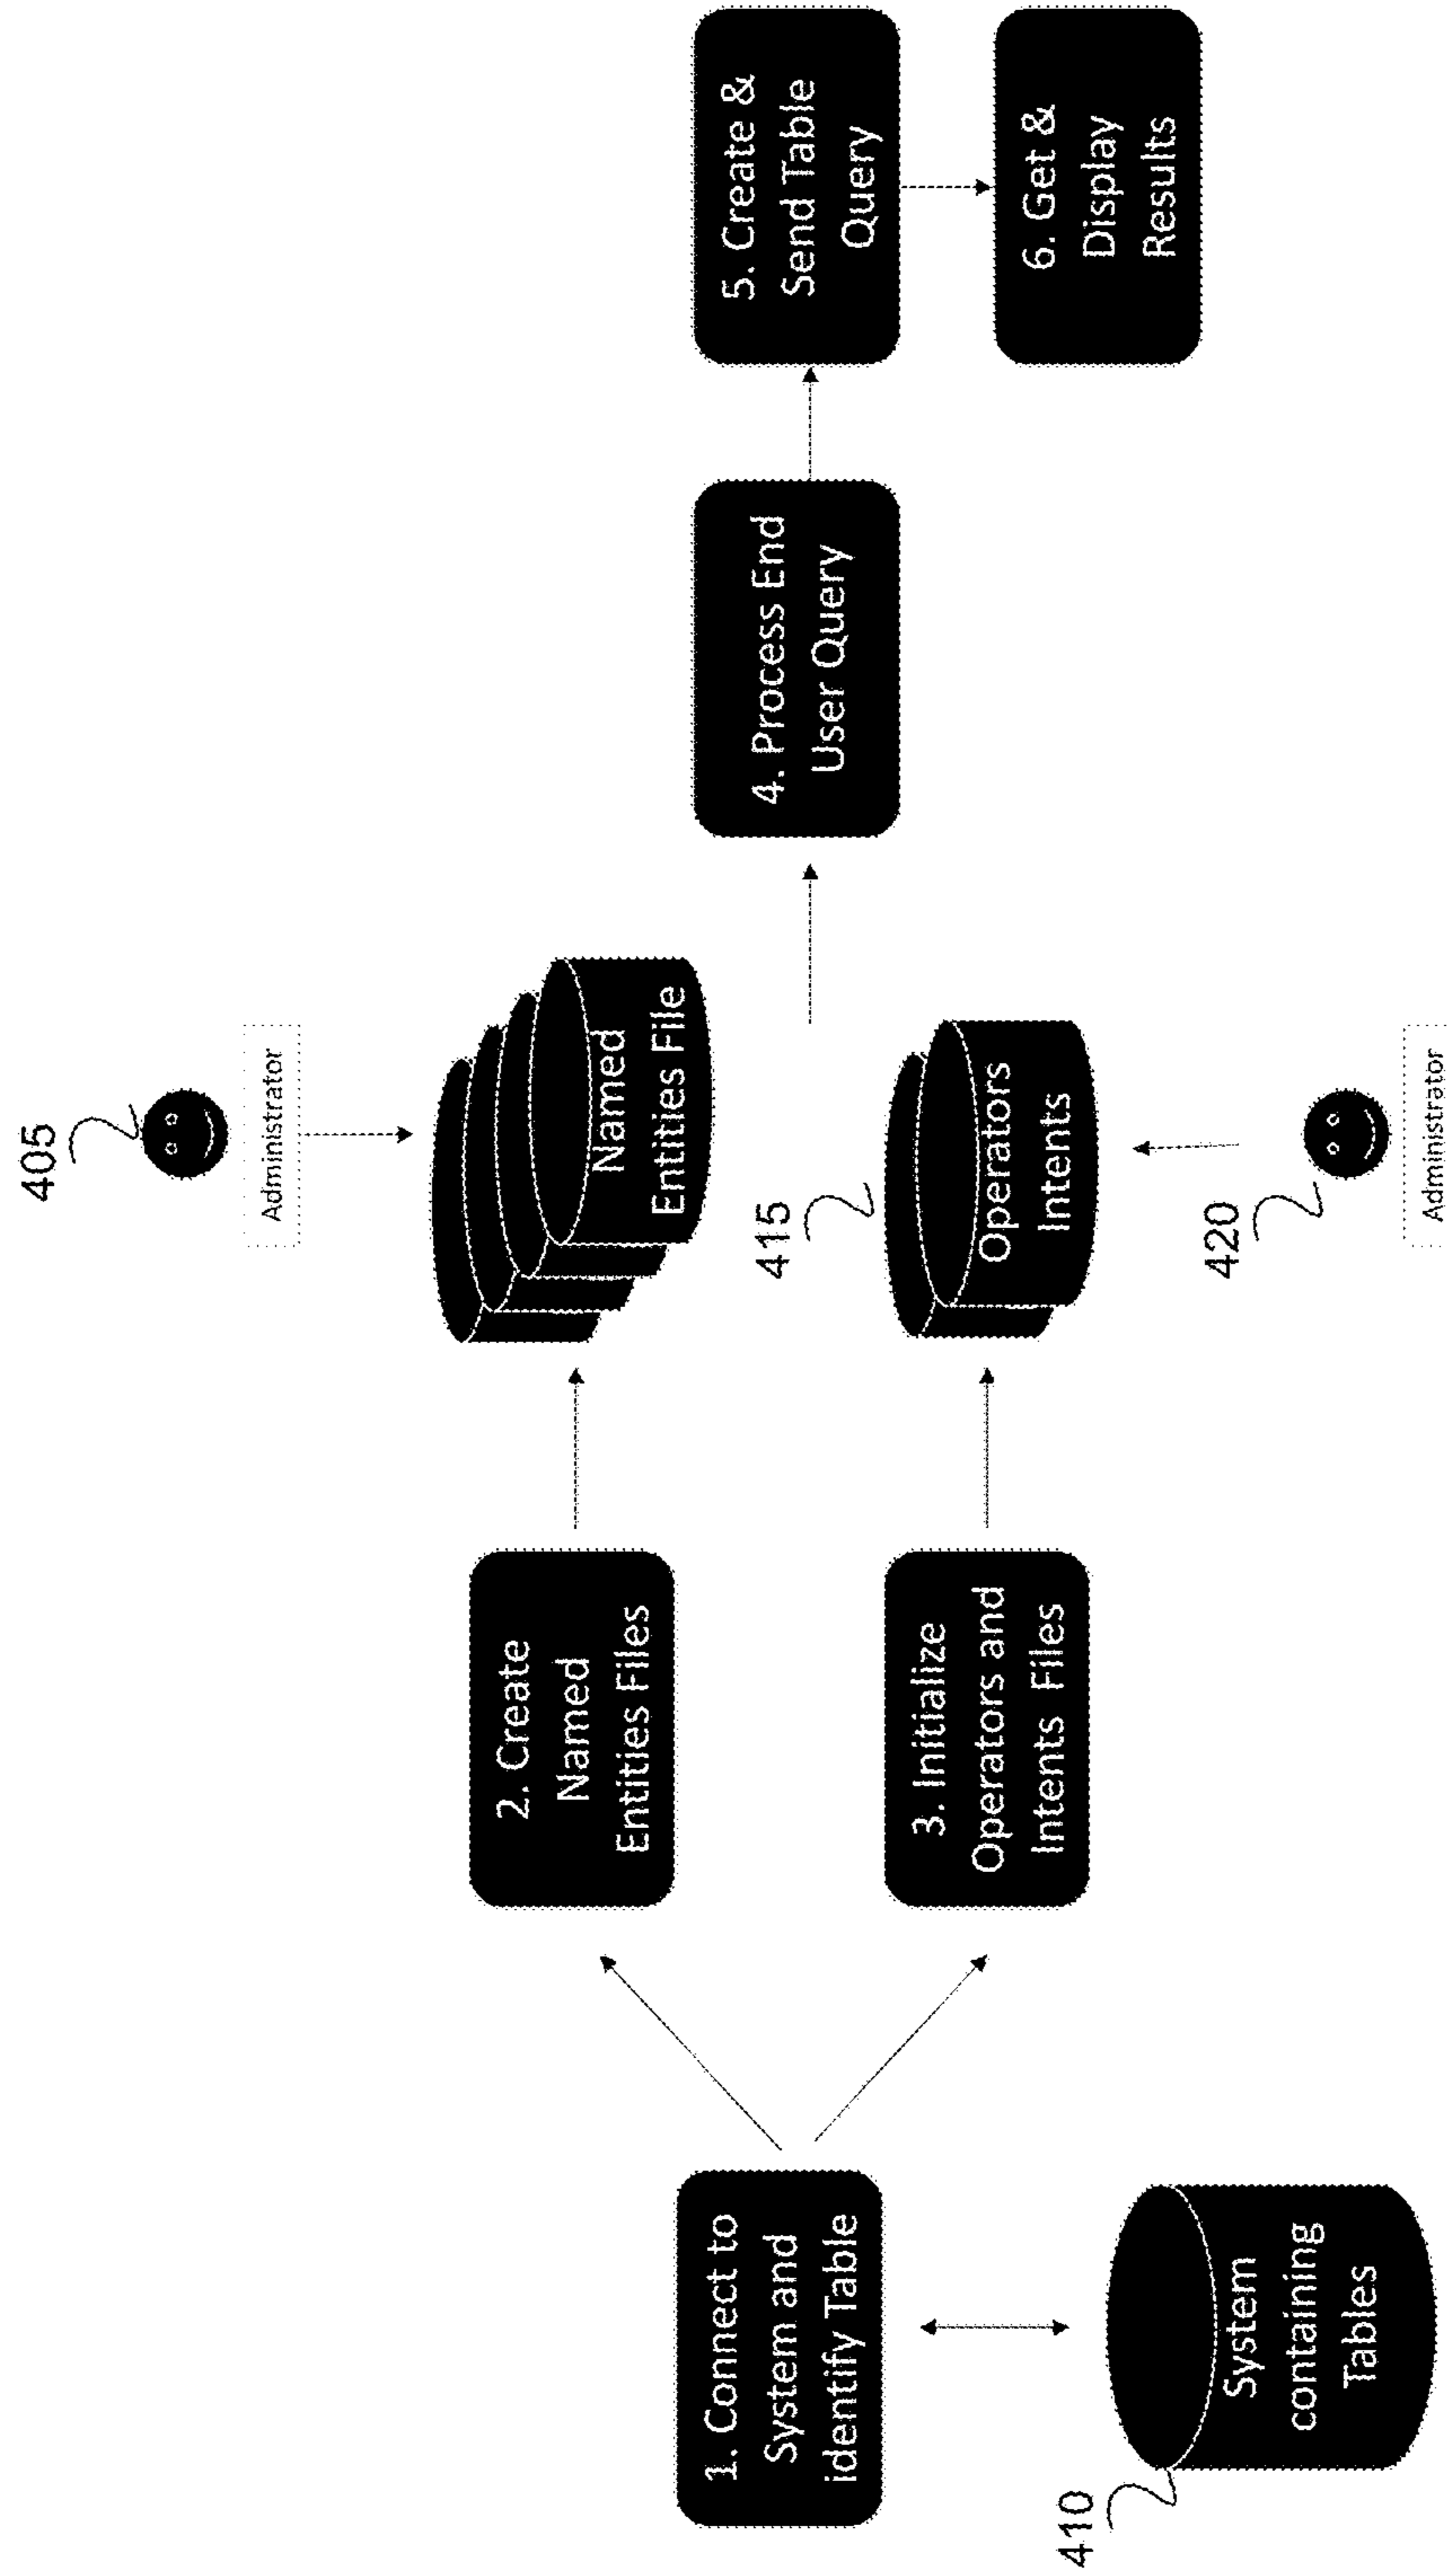 405
Administrator
1. Connect to
System and
identify Table
410
System
containing
Tables
2. Create
Named
Entities Files
3. Initialize
Operators and
Intents Files
Named
Entities File
415
Operators
Intents
420
Administrator
4. Process End
User Query
5. Create &
Send Table
Query
6. Get &
Display
Results